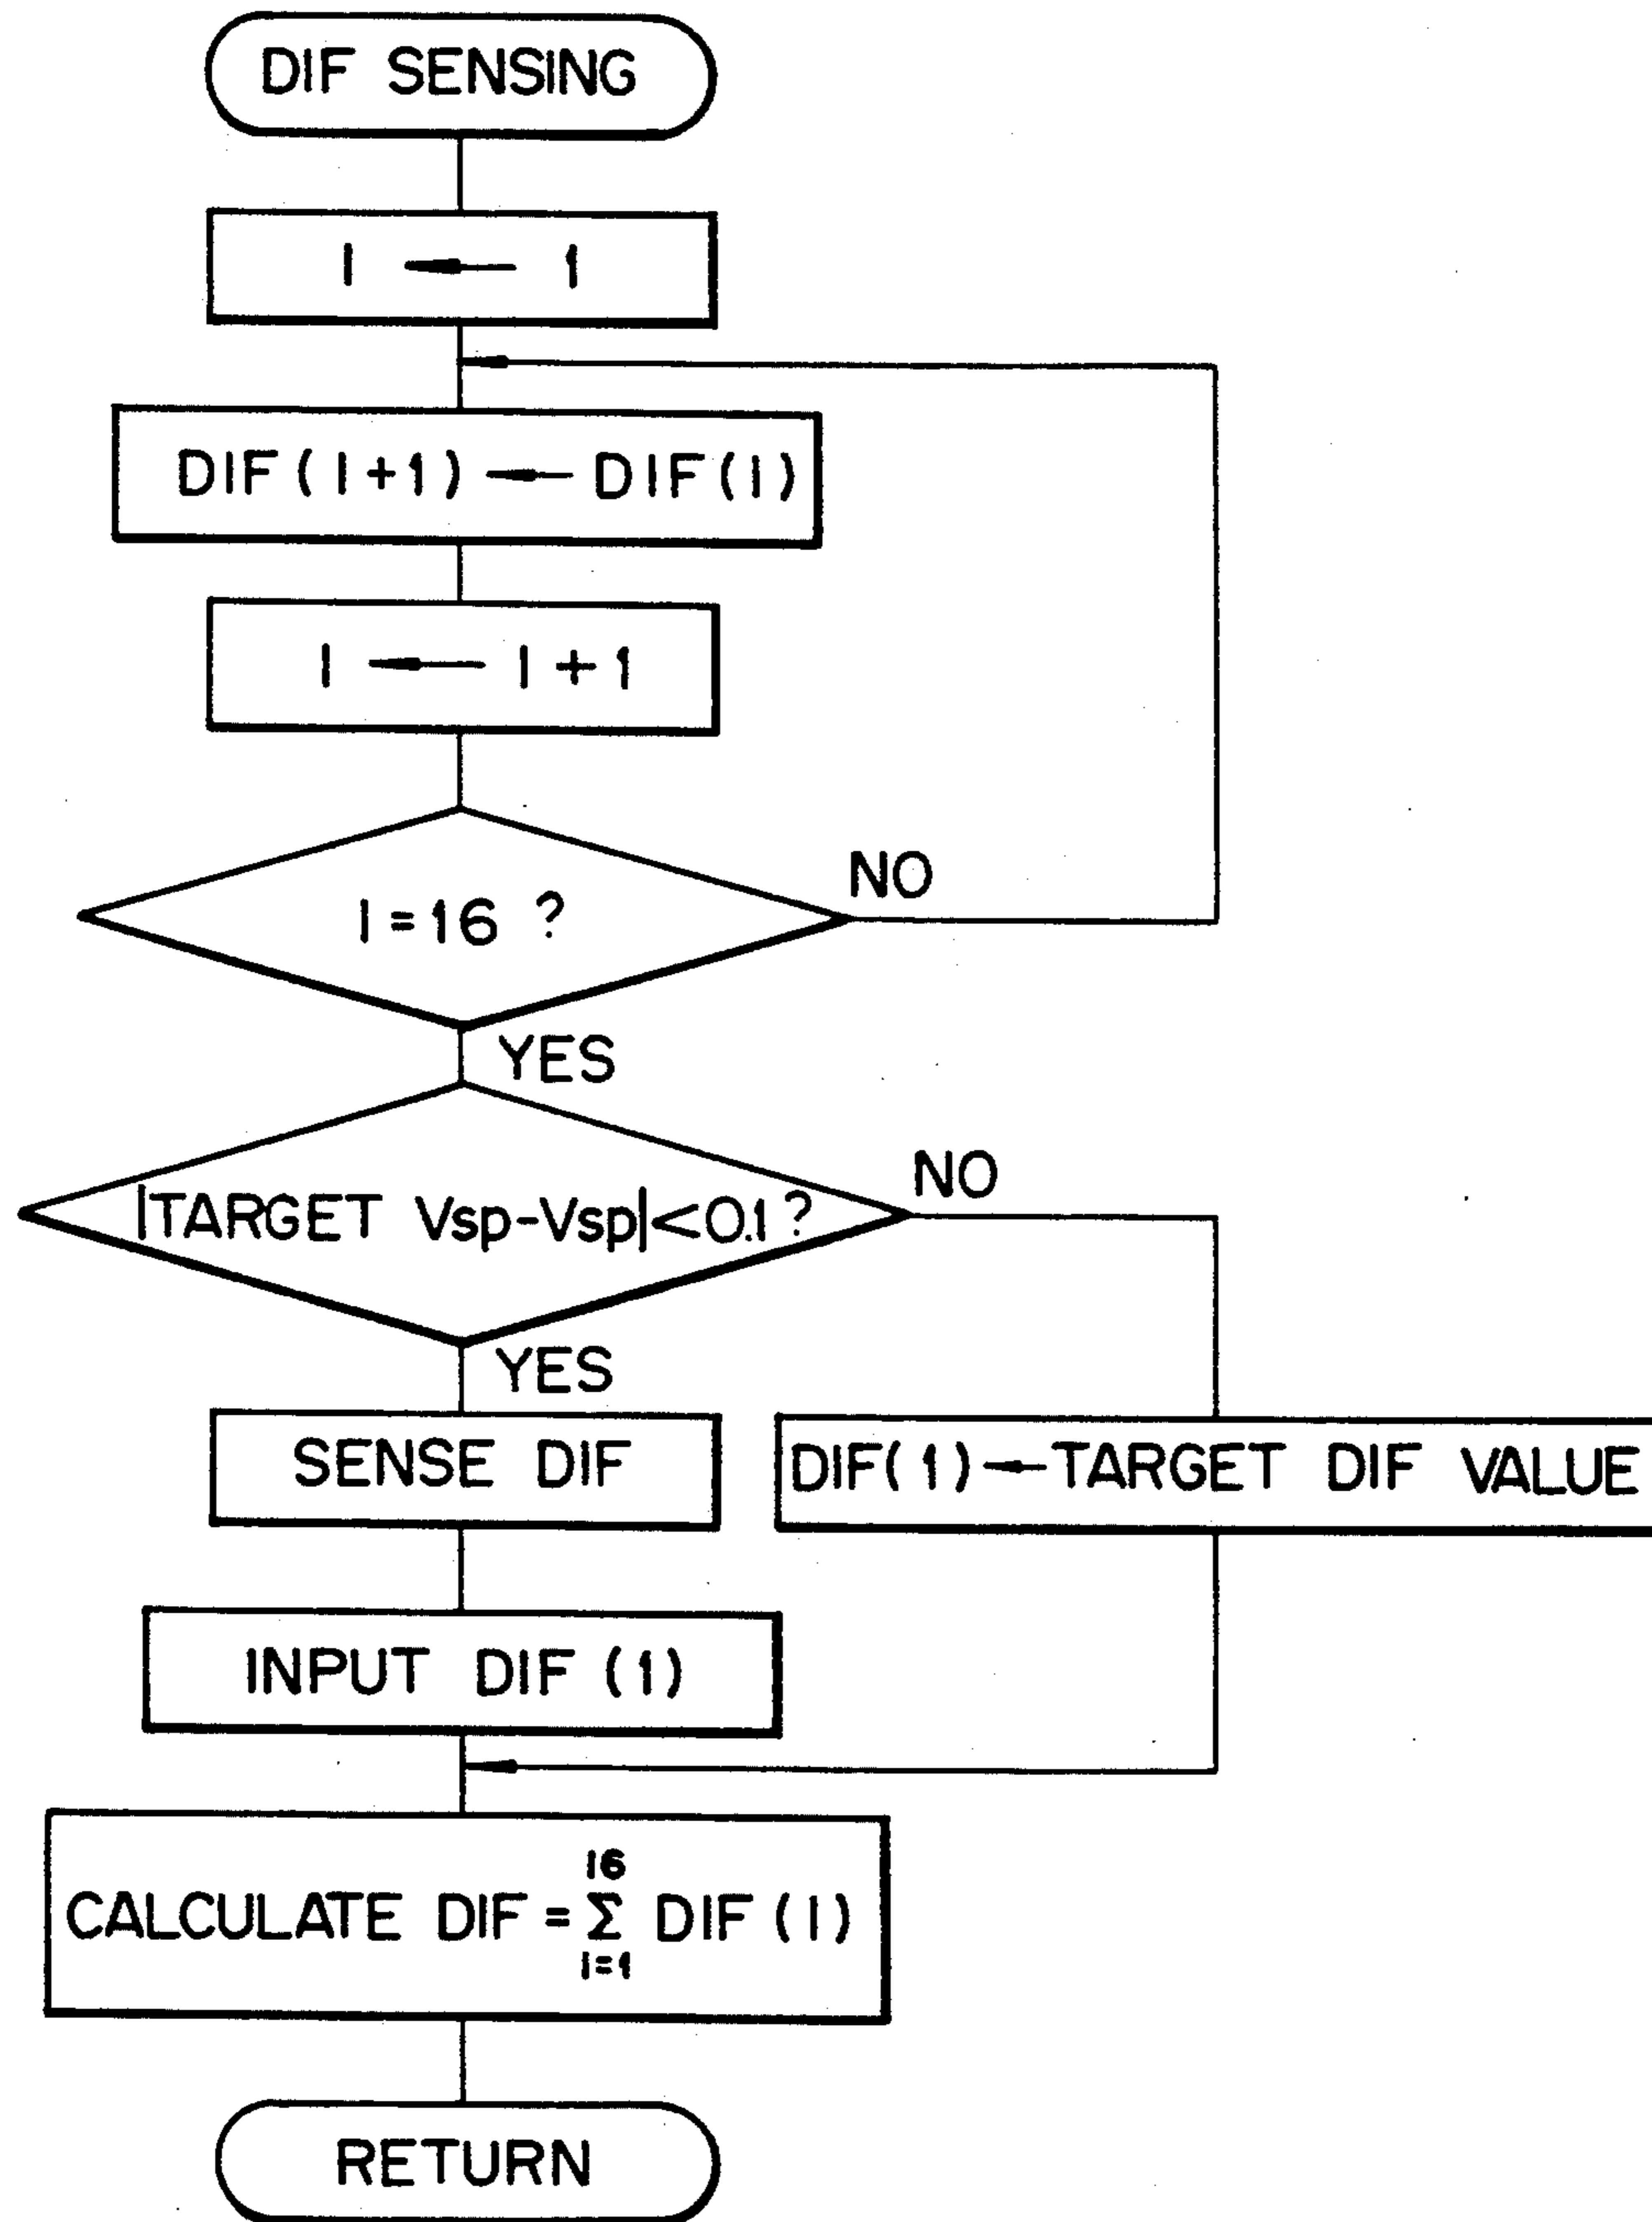 DIF SENSING
I ← 1
DIF(I+1) ← DIF(I)
I ← I+1
I=16 ?
NO
YES
|TARGET Vsp-Vsp|<0.1 ?
NO
YES
SENSE DIF
DIF(1)←TARGET DIF VALUE
INPUT DIF (1)
16
CALCULATE DIF = Σ DIF (I)
i=1
RETURN